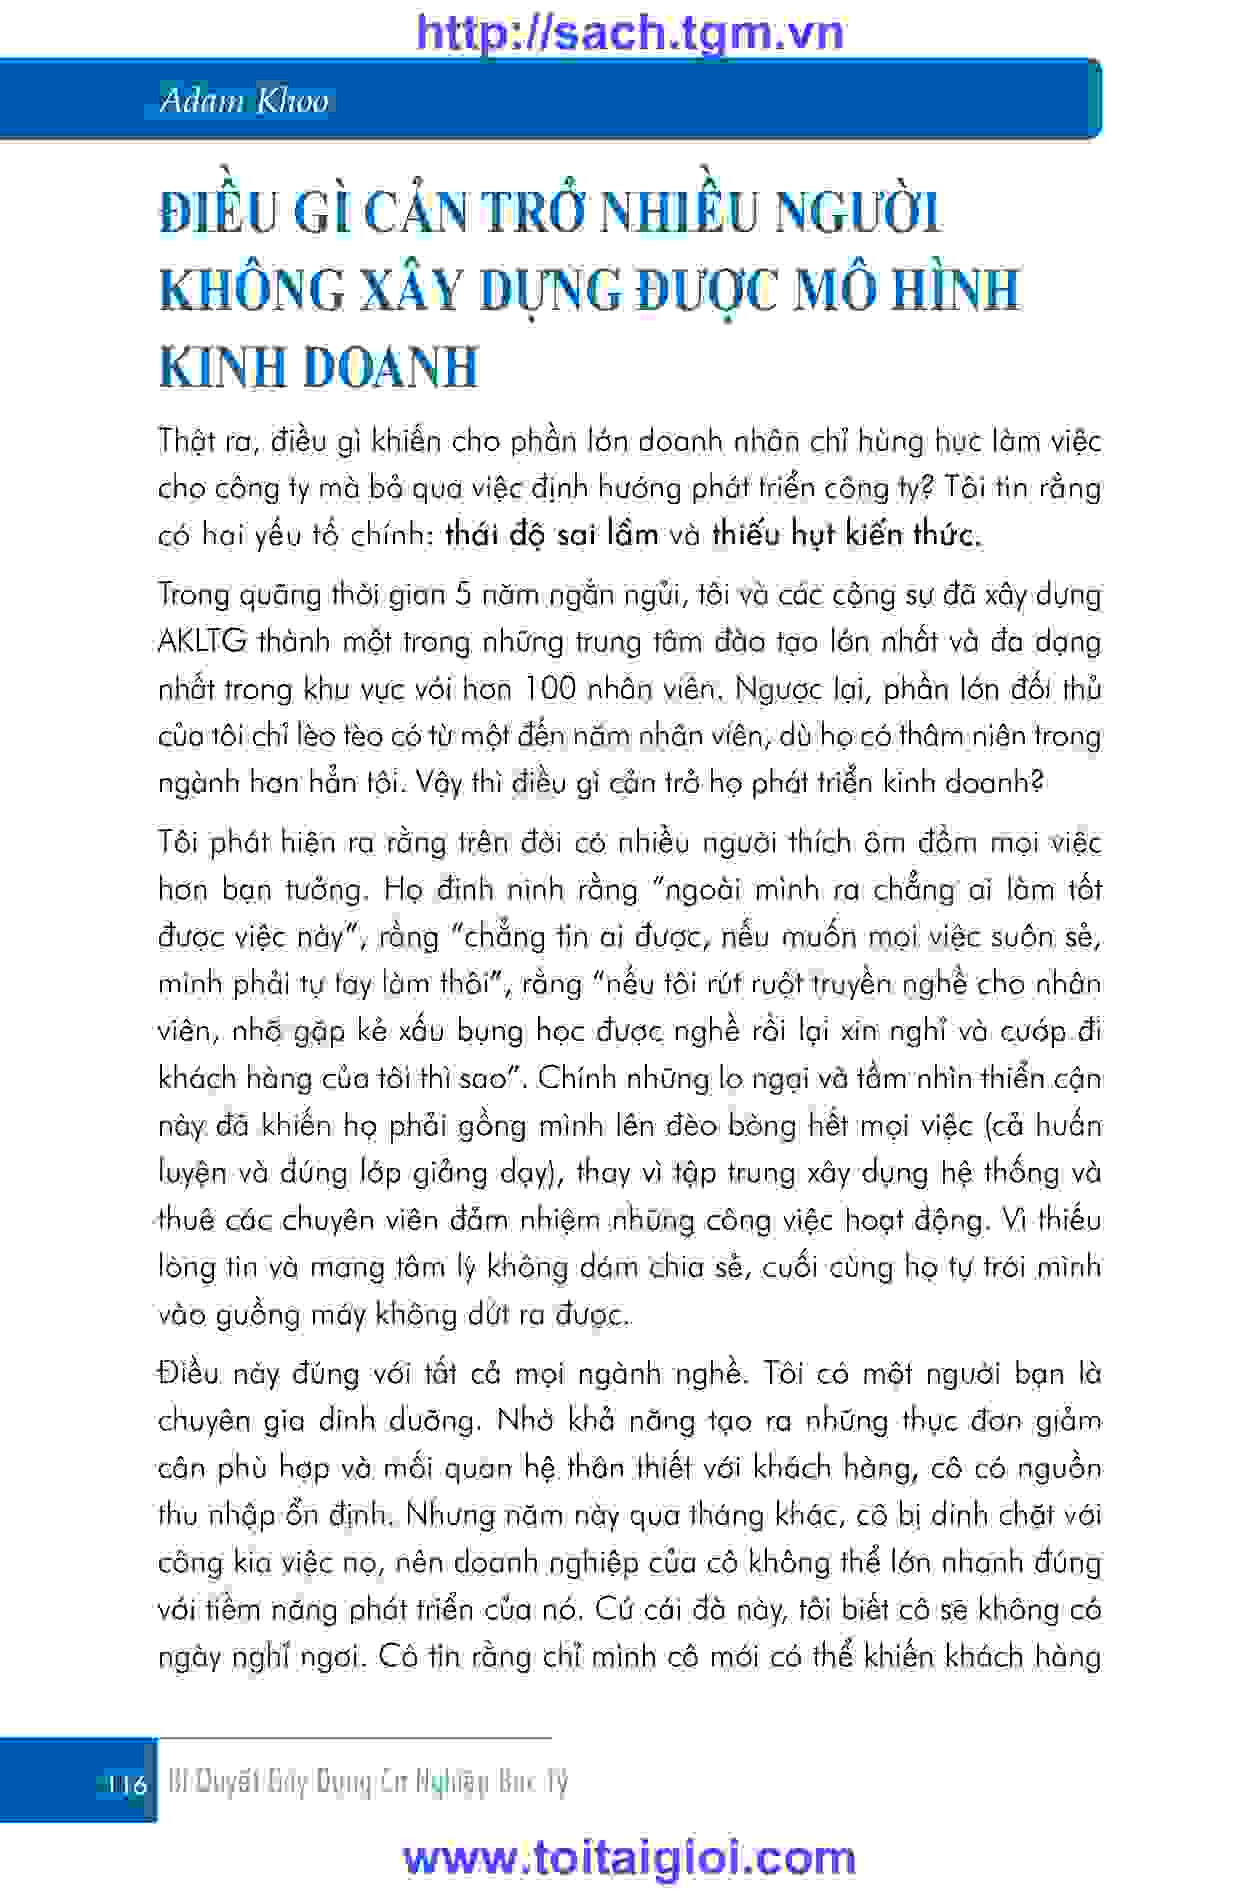 http://sach.tgm.vn
Adam Khoo
ĐIỀU GÌ CẢN TRỞ NHIỀU NGƯỜI
KHÔNG XÂY DỰNG ĐƯỢC MÔ HÌNH
KINH DOANH
Thật ra, điều gì khiến cho phần lớn doanh nhân chỉ hùng hục làm việc
cho công ty mà bỏ qua việc định hướng phát triển công ty? Tôi tin rằng
có hai yếu tố chính: thái độ sai lầm và thiếu hụt kiến thức.
Trong quãng thời gian 5 năm ngắn ngủi, tôi và các cộng sự đã xây dựng
AKLTG thành một trong những trung tâm đào tạo lớn nhất và đa dạng
nhất trong khu vực với hơn 100 nhân viên. Ngược lại, phần lớn đối thủ
của tôi chỉ lèo tèo có từ một đến năm nhân viên, dù họ có thâm niên trong
ngành hơn hẳn tôi. Vậy thì điều gì cản trở họ phát triển kinh doanh?
Tôi phát hiện ra rằng trên đời có nhiều người thích ôm đồm mọi việc
hơn bạn tưởng. Họ đinh ninh rằng “ngoài mình ra chẳng ai làm tốt
được việc này”, rằng “chẳng tin ai được, nếu muốn mọi việc suôn sẻ,
mình phải tự tay làm thôi”, rằng “nếu tôi rút ruột truyền nghề cho nhân
viên, nhỡ gặp kẻ xấu bụng học được nghề rồi lại xin nghỉ và cướp đi
khách hàng của tôi thì sao”. Chính những lo ngại và tầm nhìn thiển cận
này đã khiến họ phải gồng mình lên đèo bòng hết mọi việc (cả huấn
luyện và đứng lớp giảng dạy), thay vì tập trung xây dựng hệ thống và
thuê các chuyên viên đảm nhiệm những công việc hoạt động. Vì thiếu
lòng tin và mang tâm lý không dám chia sẻ, cuối cùng họ tự trói mình
vào guồng máy không dứt ra được.
Điều này đúng với tất cả mọi ngành nghề. Tôi có một người bạn là
chuyên gia dinh dưỡng. Nhờ khả năng tạo ra những thực đơn giảm
cân phù hợp và mối quan hệ thân thiết với khách hàng, cô có nguồn
thu nhập ổn định. Nhưng năm này qua tháng khác, cô bị dính chặt với
công kia việc nọ, nên doanh nghiệp của cô không thể lớn nhanh đúng
với tiềm năng phát triển của nó. Cứ cái đà này, tôi biết cô sẽ không có
ngày nghỉ ngơi. Cô tin rằng chỉ mình cô mới có thể khiến khách hàng
116 Bí Quyết Gây Dựng Cơ Nghiệp Bạc Tỷ
www.toitaigioi.com